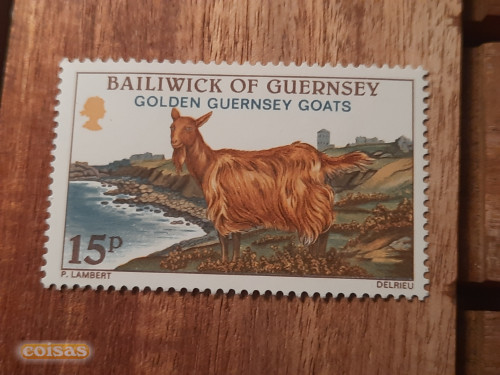 BAILIWICK OF GUERNSEY
GOLDEN GUERNSEY GOATS
15p
P. LAMBERT
DELRIEU
coisas